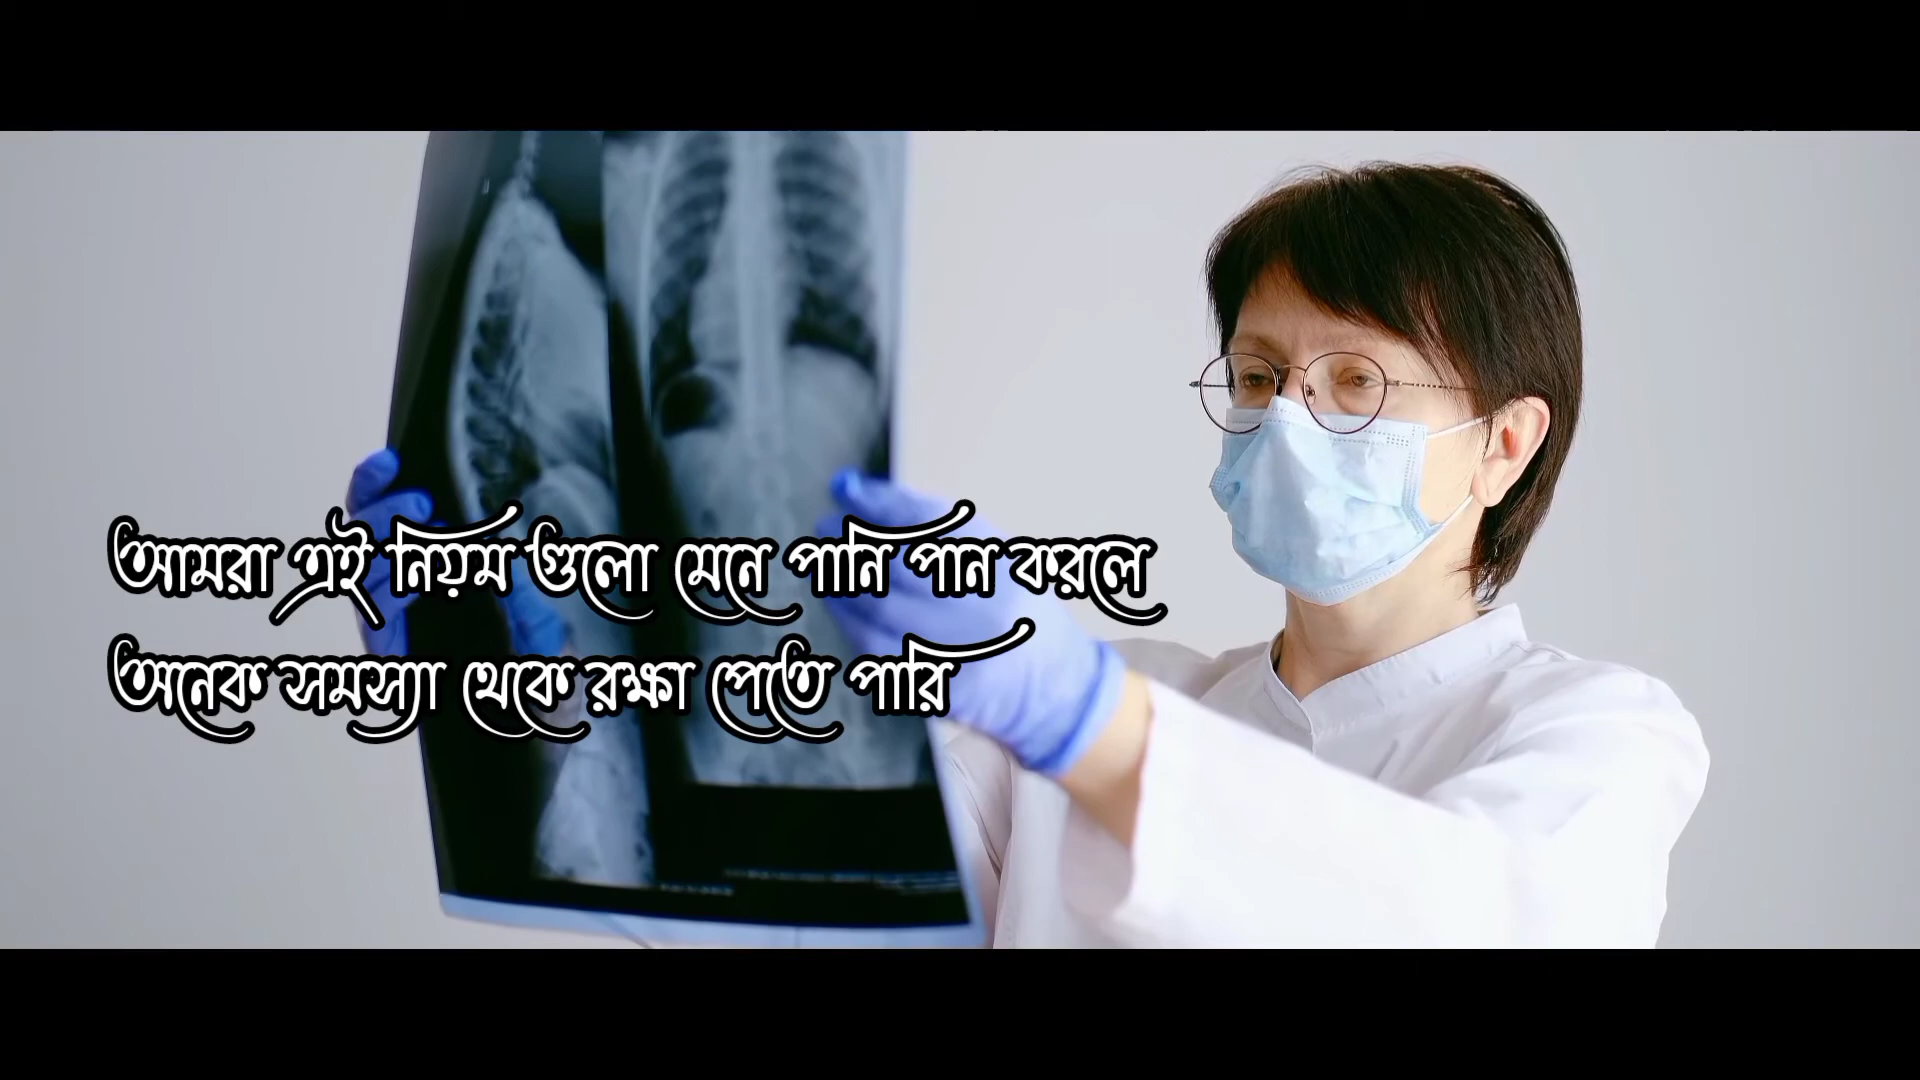 আমরা এই নিয়ম গুলো মেনে পানি পান করলে
অনেক সমস্যা থেকে রক্ষা পেতে পারি